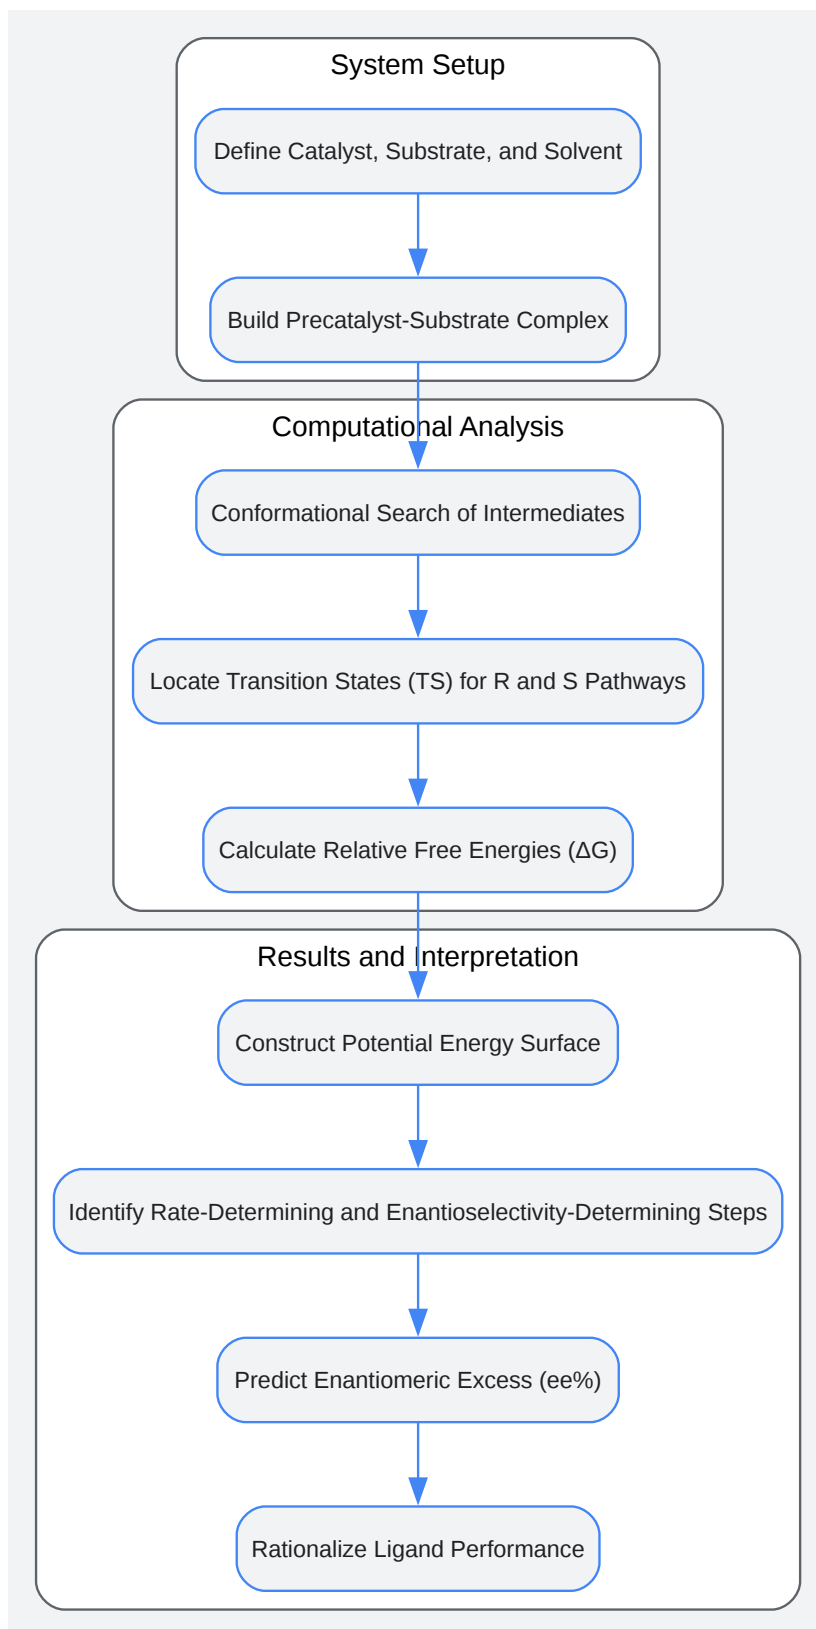 System Setup
Define Catalyst, Substrate, and Solvent
Build Precatalyst-Substrate Complex
Computational Analysis
Conformational Search of Intermediates
Locate Transition States (TS) for R and S Pathways
Calculate Relative Free Energies (ΔG)
Results and Interpretation
Construct Potential Energy Surface
Identify Rate-Determining and Enantioselectivity-Determining Steps
Predict Enantiomeric Excess (ee%)
Rationalize Ligand Performance